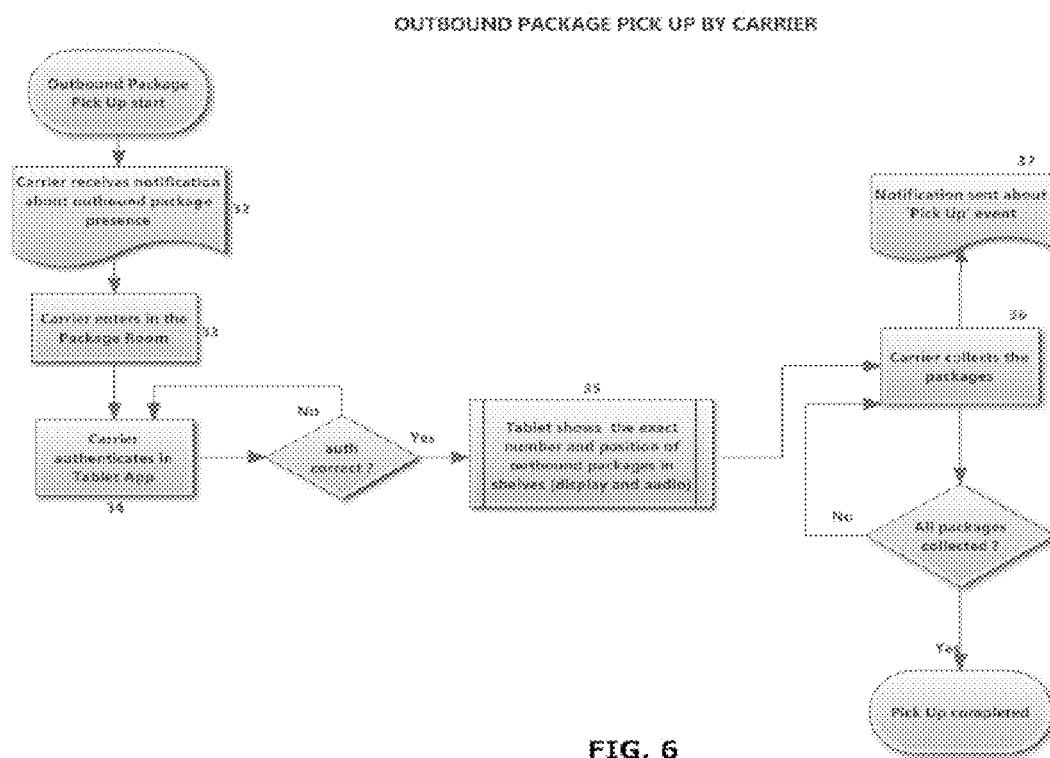 OUTBOUND PACKAGE PICK UP BY CARRIER
Outbound Package
Pick Up start
Carrier receives notification
about outbound package
presence
32
Carrier enters in the
Package Room
33
Carrier
authenticates in
Tablet App
34
No
auth
correct ?
Yes
35
Tablet shows the exact
number and position of
outbound packages in
shelves (display and audio)
37
Notification sent about
'Pick Up' event
36
Carrier collects the
packages
No
All packages
collected ?
Yes
Pick Up completed
FIG. 6